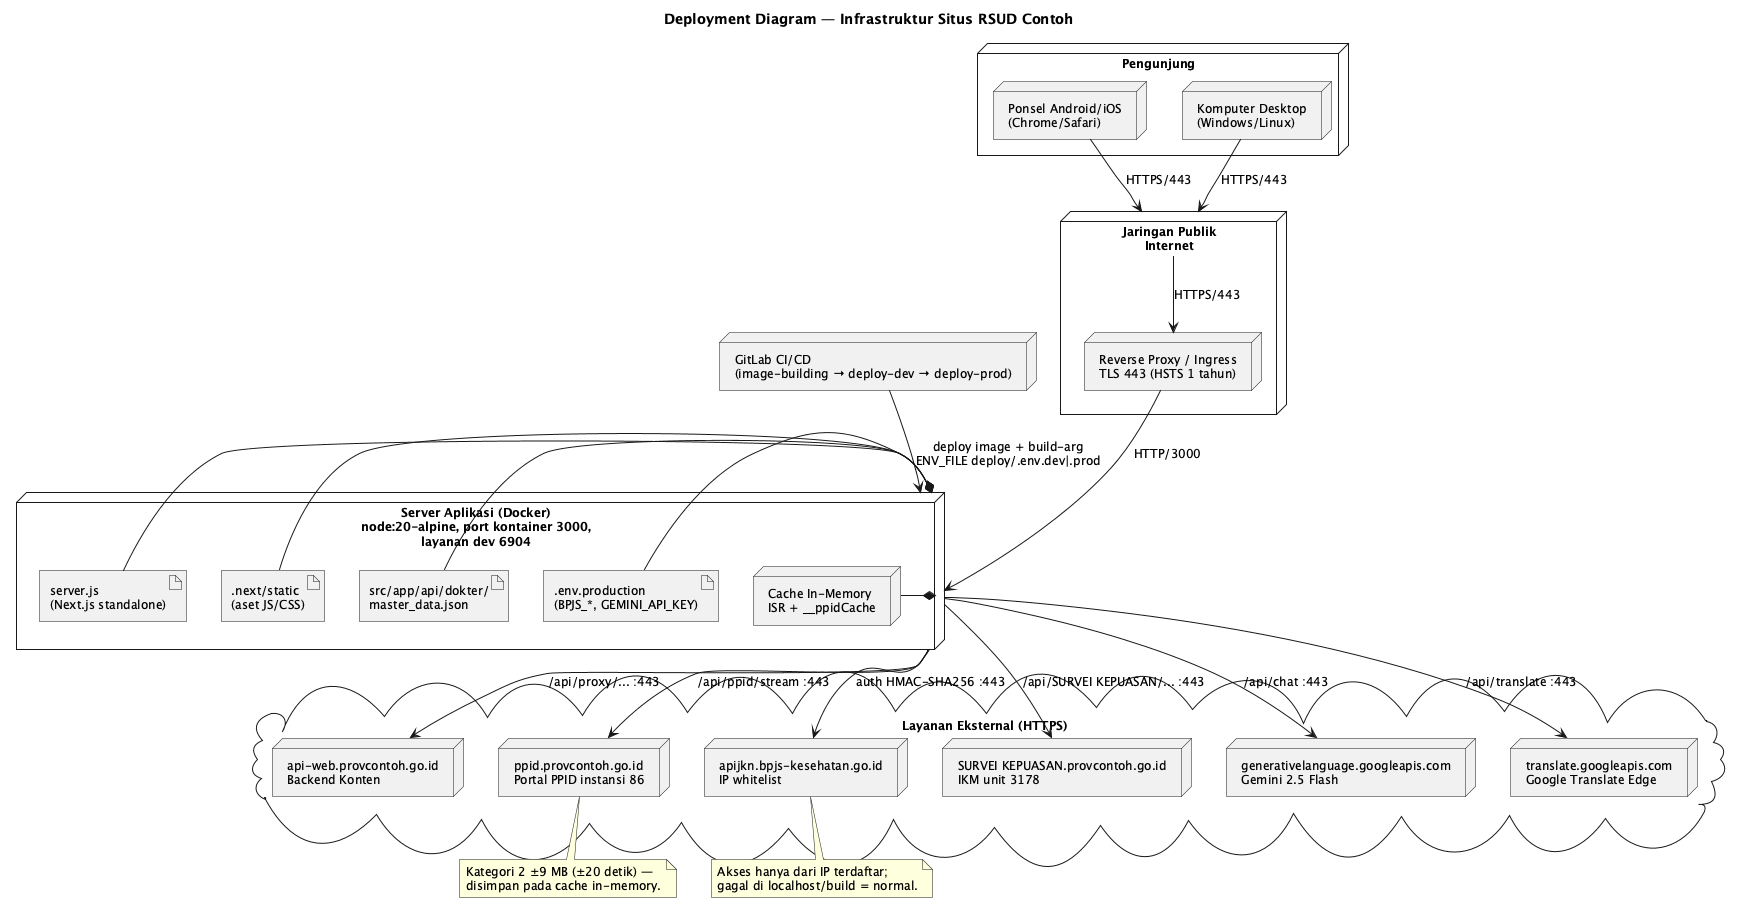 Deployment Diagram — Infrastruktur Situs RSUD Contoh
Pengunjung
Ponsel Android/iOS
(Chrome/Safari)
Komputer Desktop
(Windows/Linux)
HTTPS/443
HTTPS/443
Jaringan Publik
Internet
HTTPS/443
Reverse Proxy / Ingress
TLS 443 (HSTS 1 tahun)
GitLab CI/CD
(image-building → deploy-dev → deploy-prod)
deploy image + build-arg
ENV_FILE deploy/.env.dev|.prod
HTTP/3000
Server Aplikasi (Docker)
node:20-alpine, port kontainer 3000,
layanan dev 6904
server.js
(Next.js standalone)
.next/static
(aset JS/CSS)
src/app/api/dokter/
master_data.json
.env.production
(BPJS_*, GEMINI_API_KEY)
Cache In-Memory
ISR + __ppidCache
/api/proxy/... :443
/api/ppid/stream :443
auth HMAC-SHA256 :443
/api/SURVEI KEPUASAN/... :443
/api/chat :443
/api/translate :443
Layanan Eksternal (HTTPS)
api-web.provcontoh.go.id
Backend Konten
ppid.provcontoh.go.id
Portal PPID instansi 86
apijkn.bpjs-kesehatan.go.id
IP whitelist
SURVEI KEPUASAN.provcontoh.go.id
IKM unit 3178
generativelanguage.googleapis.com
Gemini 2.5 Flash
translate.googleapis.com
Google Translate Edge
Kategori 2 ±9 MB (±20 detik) —
disimpan pada cache in-memory.
Akses hanya dari IP terdaftar;
gagal di localhost/build = normal.